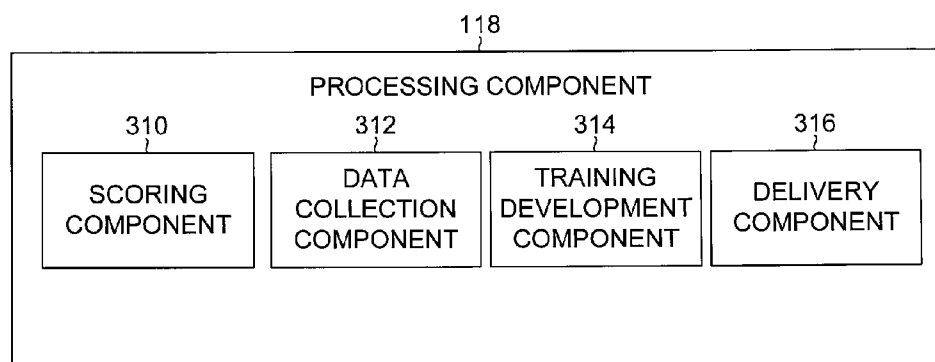 118
PROCESSING COMPONENT
310
312
314
316
SCORING
COMPONENT
DATA
COLLECTION
COMPONENT
TRAINING
DEVELOPMENT
COMPONENT
DELIVERY
COMPONENT